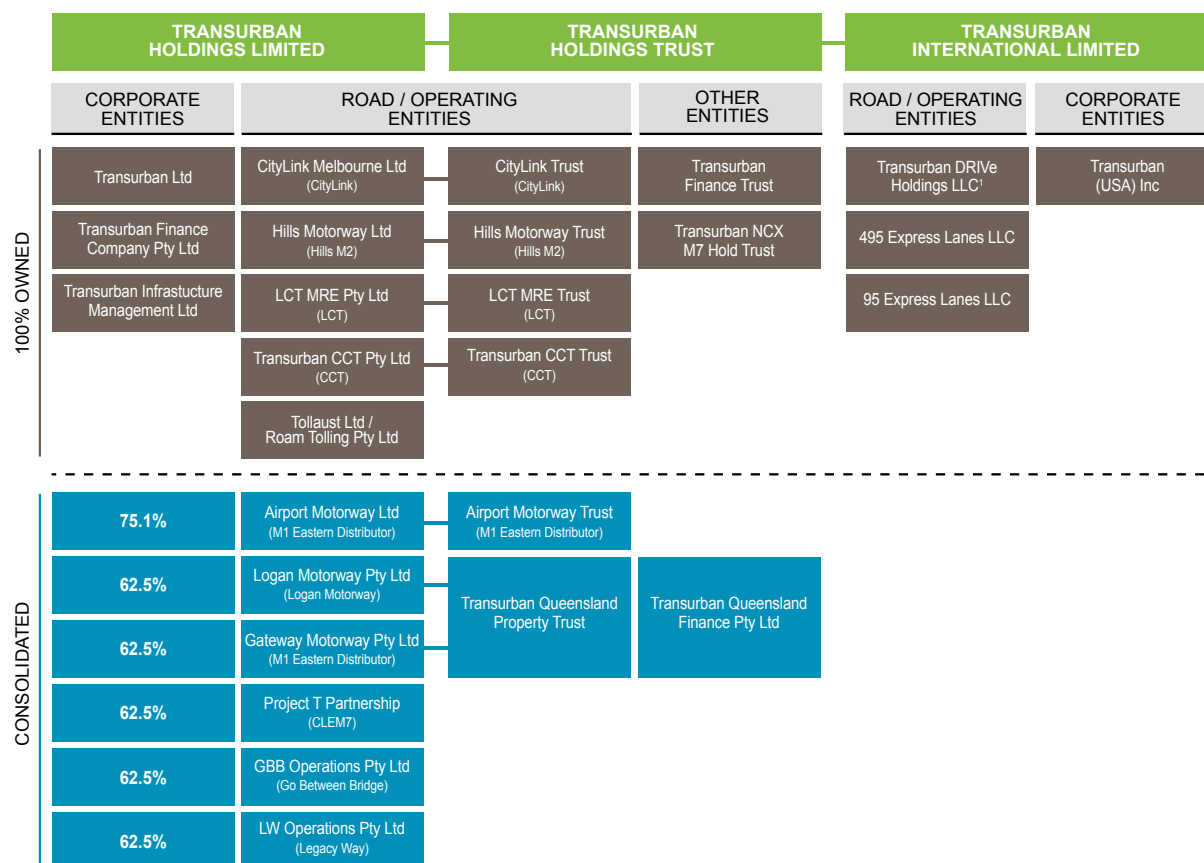 TRANSURBAN
HOLDINGS LIMITED
TRANSURBAN
HOLDINGS TRUST
TRANSURBAN
INTERNATIONAL LIMITED
CORPORATE
ENTITIES
ROAD / OPERATING
ENTITIES
OTHER
ENTITIES
ROAD / OPERATING
ENTITIES
CORPORATE
ENTITIES
100% OWNED
Transurban Ltd
CityLink Melbourne Ltd
(CityLink)
CityLink Trust
(CityLink)
Transurban
Finance Trust
Transurban DRIVe
Holdings LLC¹
Transurban
(USA) Inc
Transurban Finance
Company Pty Ltd
Hills Motorway Ltd
(Hills M2)
Hills Motorway Trust
(Hills M2)
Transurban NCX
M7 Hold Trust
495 Express Lanes LLC
Transurban Infrastucture
Management Ltd
LCT MRE Pty Ltd
(LCT)
LCT MRE Trust
(LCT)
95 Express Lanes LLC
Transurban CCT Pty Ltd
(CCT)
Transurban CCT Trust
(CCT)
Tollaust Ltd /
Roam Tolling Pty Ltd
CONSOLIDATED
75.1%
Airport Motorway Ltd
(M1 Eastern Distributor)
Airport Motorway Trust
(M1 Eastern Distributor)
62.5%
Logan Motorway Pty Ltd
(Logan Motorway)
Transurban Queensland
Property Trust
Transurban Queensland
Finance Pty Ltd
62.5%
Gateway Motorway Pty Ltd
(M1 Eastern Distributor)
62.5%
Project T Partnership
(CLEM7)
62.5%
GBB Operations Pty Ltd
(Go Between Bridge)
62.5%
LW Operations Pty Ltd
(Legacy Way)